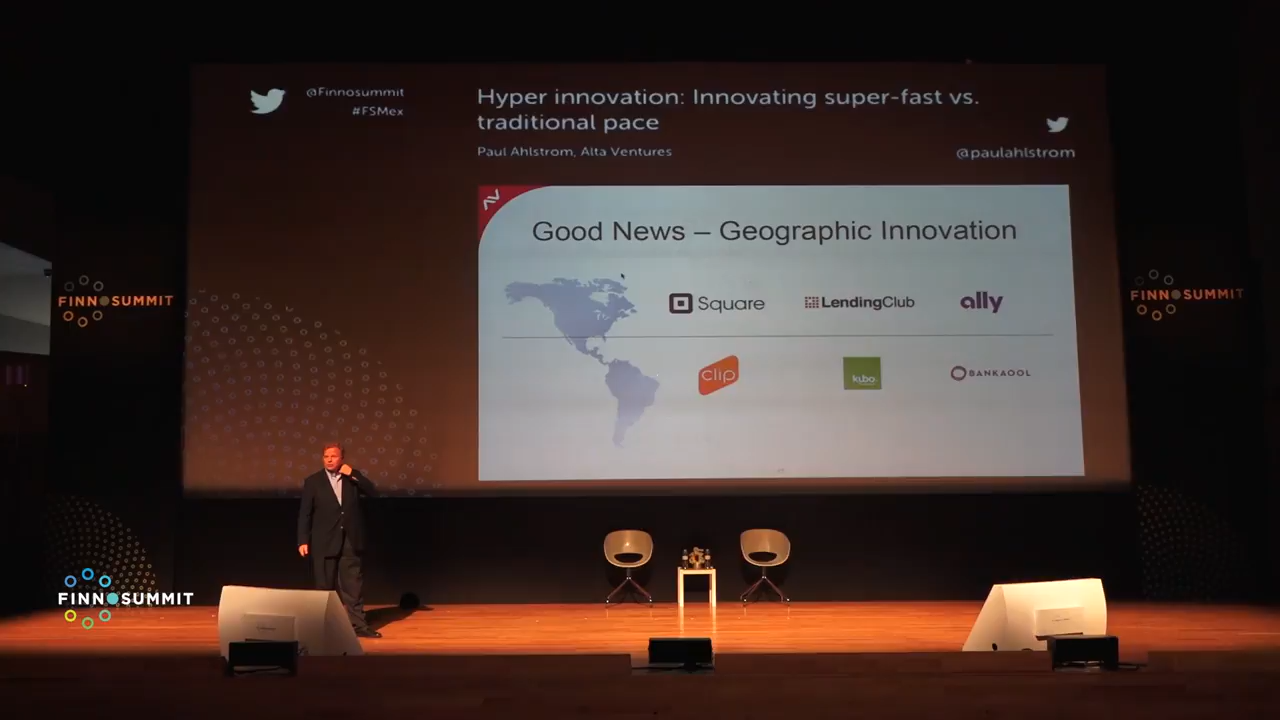 @Finnosummit
#FSMex
Hyper innovation: Innovating super-fast vs.
traditional pace
Paul Ahlstrom, Alta Ventures
@paulahlstrom
Good News – Geographic Innovation
Square
LendingClub
ally
clip
kubo
BANKAOOL
FINNOSUMMIT
FINNOSUMMIT
FINNOSUMMIT